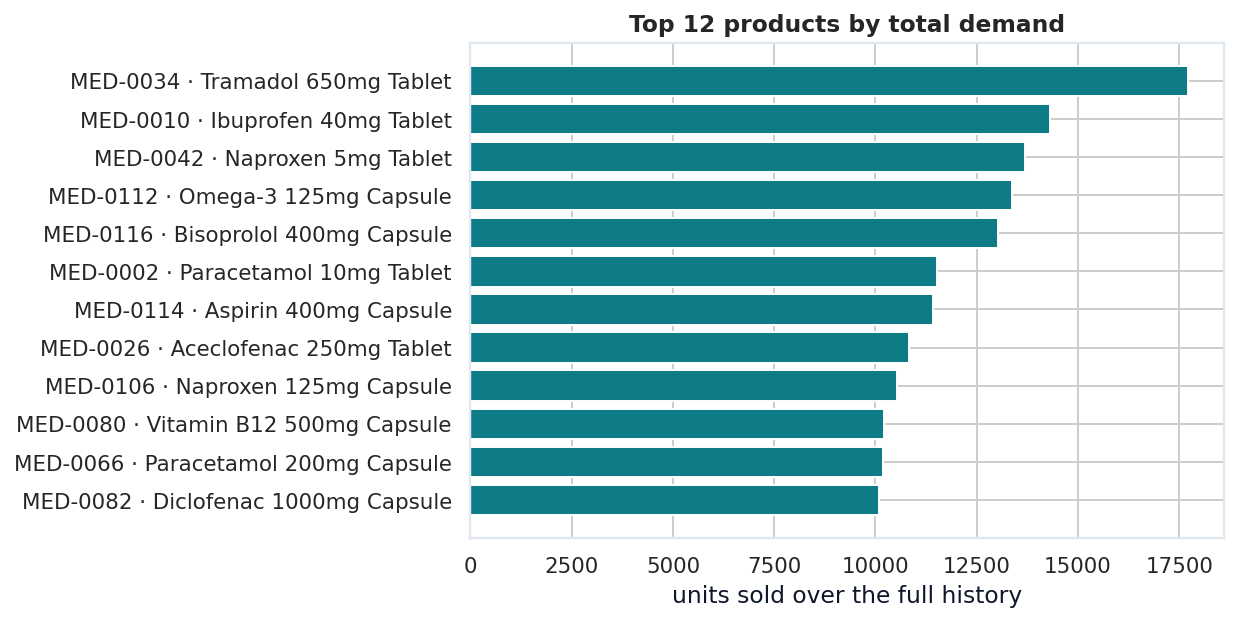 Top 12 products by total demand
MED-0034 · Tramadol 650mg Tablet
MED-0010 · Ibuprofen 40mg Tablet
MED-0042 · Naproxen 5mg Tablet
MED-0112 · Omega-3 125mg Capsule
MED-0116 · Bisoprolol 400mg Capsule
MED-0002 · Paracetamol 10mg Tablet
MED-0114 · Aspirin 400mg Capsule
MED-0026 · Aceclofenac 250mg Tablet
MED-0106 · Naproxen 125mg Capsule
MED-0080 · Vitamin B12 500mg Capsule
MED-0066 · Paracetamol 200mg Capsule
MED-0082 · Diclofenac 1000mg Capsule
0 2500 5000 7500 10000 12500 15000 17500
units sold over the full history